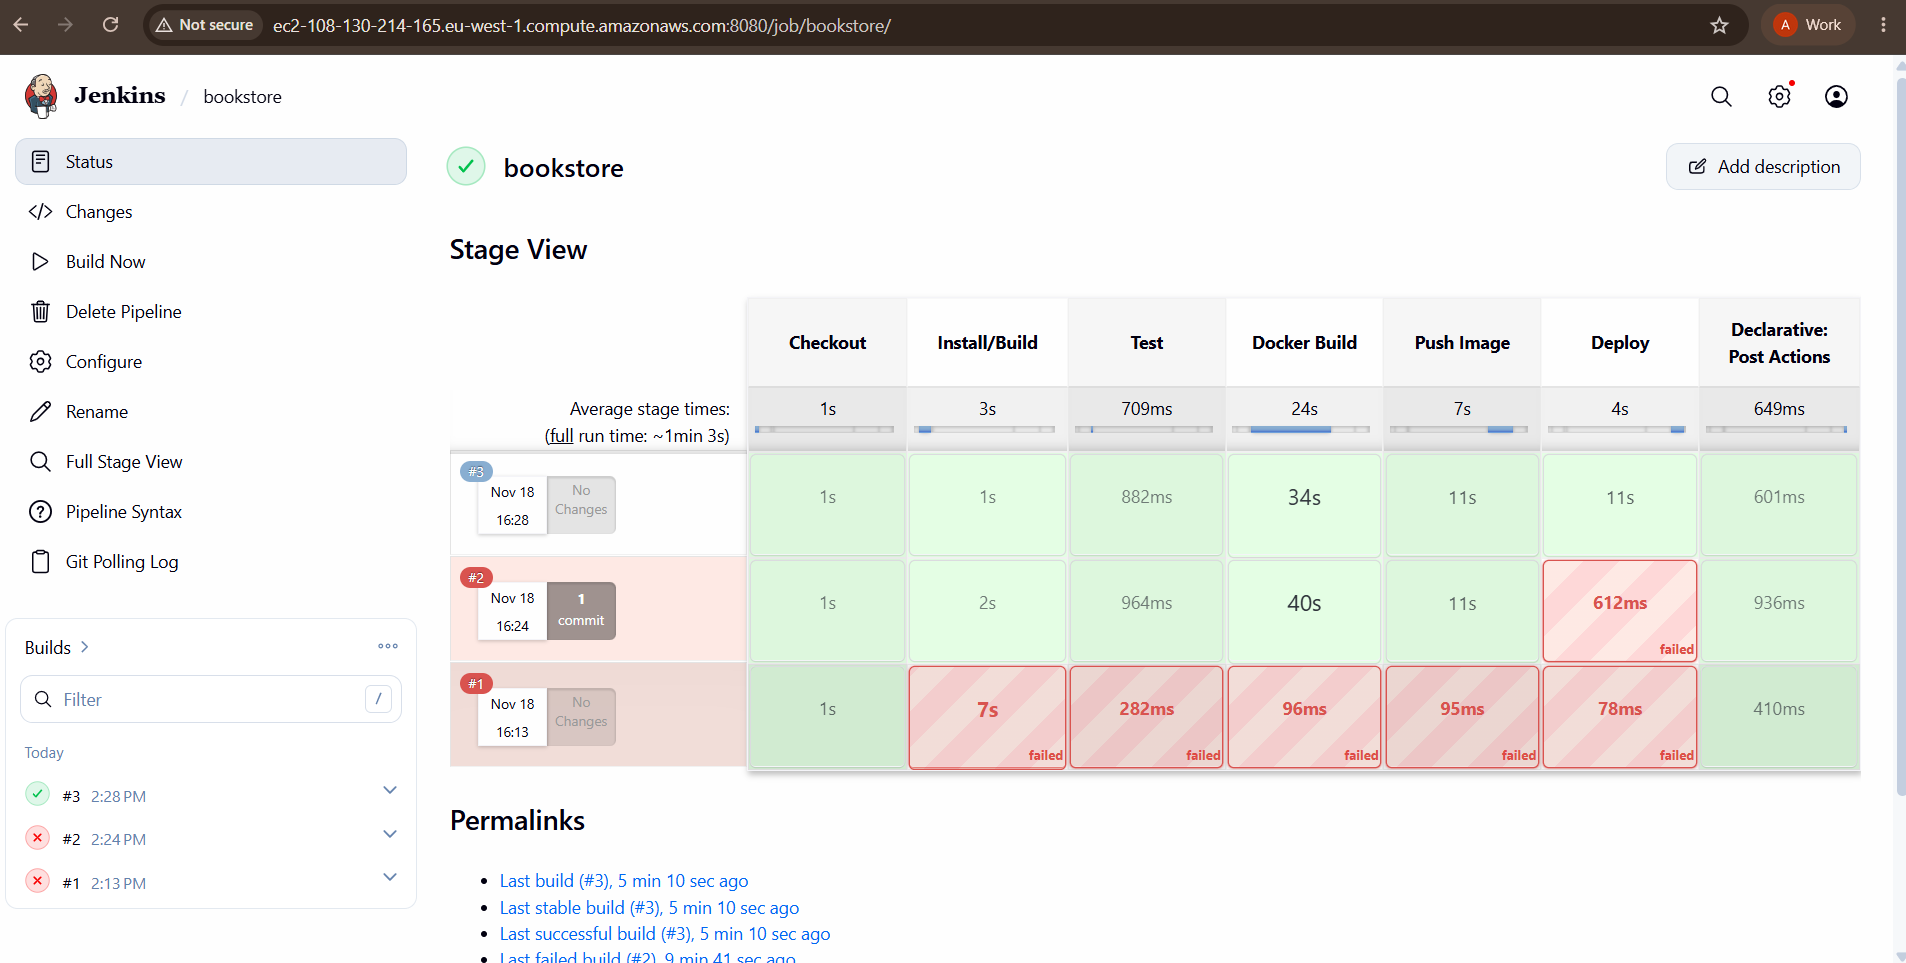 Not secure
ec2-108-130-214-165.eu-west-1.compute.amazonaws.com:8080/job/bookstore/
A Work
Jenkins / bookstore
Status
Changes
Build Now
Delete Pipeline
Configure
Rename
Full Stage View
Pipeline Syntax
Git Polling Log
Builds
Filter /
Today
#3 2:28 PM
#2 2:24 PM
#1 2:13 PM
bookstore
Add description
Stage View
Checkout Install/Build Test Docker Build Push Image Deploy Declarative: Post Actions
Average stage times:
(full run time: ~1min 3s)
1s 3s 709ms 24s 7s 4s 649ms
#3
Nov 18
16:28
No
Changes
1s 1s 882ms 34s 11s 11s 601ms
#2
Nov 18
16:24
1
commit
1s 2s 964ms 40s 11s 612ms failed 936ms
#1
Nov 18
16:13
No
Changes
1s 7s failed 282ms failed 96ms failed 95ms failed 78ms failed 410ms
Permalinks
Last build (#3), 5 min 10 sec ago
Last stable build (#3), 5 min 10 sec ago
Last successful build (#3), 5 min 10 sec ago
Last failed build (#2), 9 min 41 sec ago